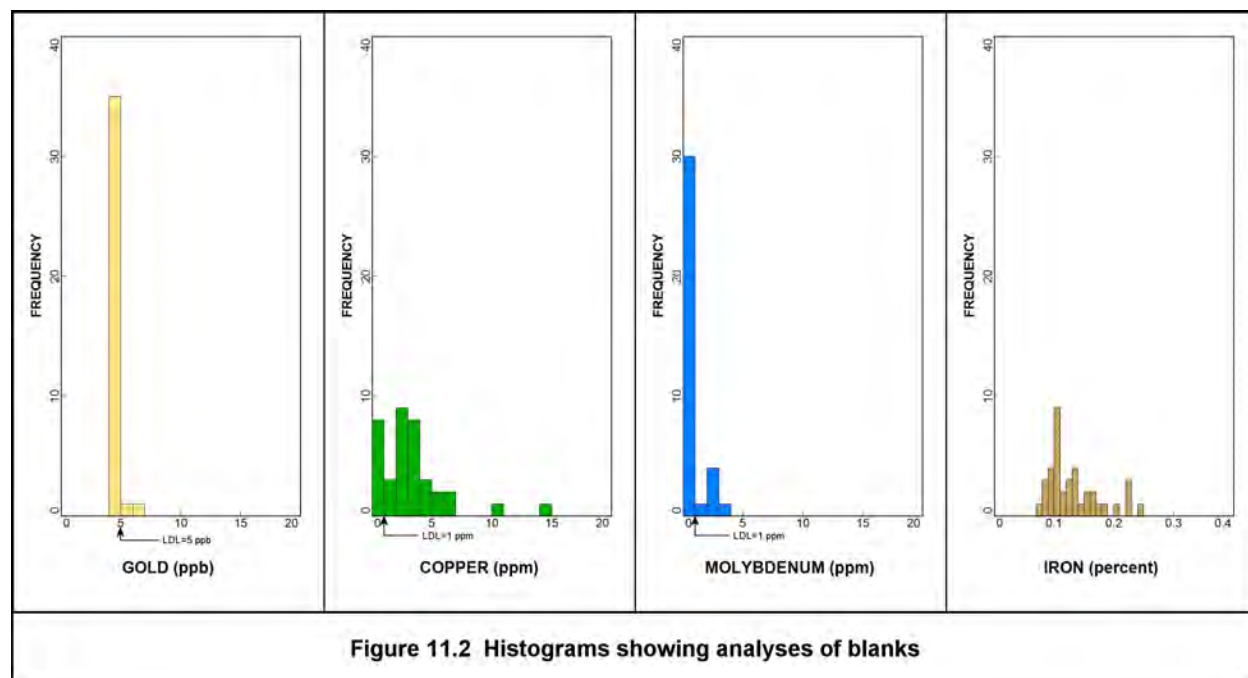 40
30
20
10
0
FREQUENCY
0 5 10 15 20
LDL=5 ppb
GOLD (ppb)
40
30
20
10
0
FREQUENCY
0 5 10 15 20
LDL=1 ppm
COPPER (ppm)
40
30
20
10
0
FREQUENCY
0 5 10 15 20
LDL=1 ppm
MOLYBDENUM (ppm)
40
30
20
10
0
FREQUENCY
0 0.1 0.2 0.3 0.4
IRON (percent)
Figure 11.2 Histograms showing analyses of blanks